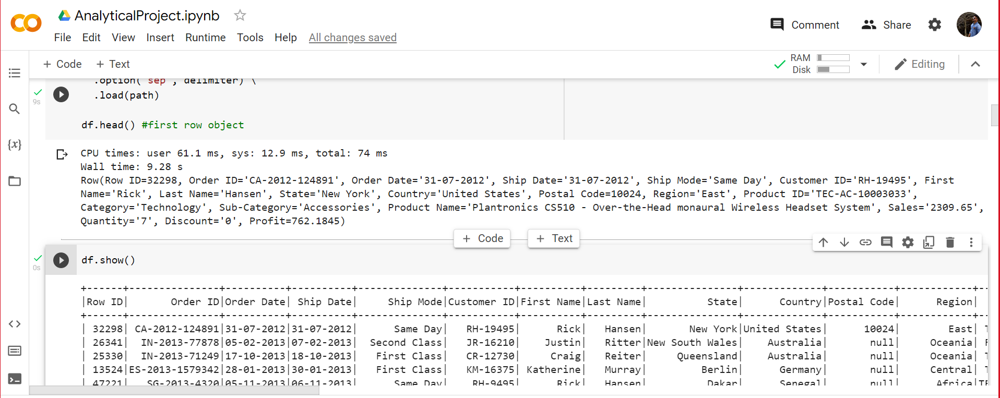 AnalyticalProject.ipynb
Comment
Share
File Edit View Insert Runtime Tools Help All changes saved
+ Code + Text
RAM
Disk
Editing
.option("sep", delimiter) \
9s
.load(path)
{x}
df.head() #first row object
CPU times: user 61.1 ms, sys: 12.9 ms, total: 74 ms
Wall time: 9.28 s
Row(Row ID=32298, Order ID='CA-2012-124891', Order Date='31-07-2012', Ship Date='31-07-2012', Ship Mode='Same Day', Customer ID='RH-19495', First
Name='Rick', Last Name='Hansen', State='New York', Country='United States', Postal Code=10024, Region='East', Product ID='TEC-AC-10003033',
Category='Technology', Sub-Category='Accessories', Product Name='Plantronics CS510 - Over-the-Head monaural Wireless Headset System', Sales='2309.65',
Quantity='7', Discount='0', Profit=762.1845)
+ Code + Text
0s
df.show()
+------+---------------+----------+----------+--------------+-----------+----------+---------+---------------+-------------+-----------+------------+--
|Row ID|       Order ID|Order Date| Ship Date|     Ship Mode|Customer ID|First Name|Last Name|          State|      Country|Postal Code|      Region|
+------+---------------+----------+----------+--------------+-----------+----------+---------+---------------+-------------+-----------+------------+--
| 32298| CA-2012-124891|31-07-2012|31-07-2012|      Same Day|   RH-19495|      Rick|   Hansen|       New York|United States|      10024|        East| T
| 26341|  IN-2013-77878|05-02-2013|07-02-2013|  Second Class|   JR-16210|    Justin|   Ritter|New South Wales|    Australia|       null|     Oceania| F
| 25330|  IN-2013-71249|17-10-2013|18-10-2013|   First Class|   CR-12730|     Craig|   Reiter|     Queensland|    Australia|       null|     Oceania| T
| 13524|ES-2013-1579342|28-01-2013|30-01-2013|   First Class|   KM-16375| Katherine|   Murray|         Berlin|      Germany|       null|     Central| T
| 47221|   SG-2013-4320|05-11-2013|06-11-2013|      Same Day|    RH-9495|      Rick|   Hansen|          Dakar|      Senegal|       null|      Africa|TE